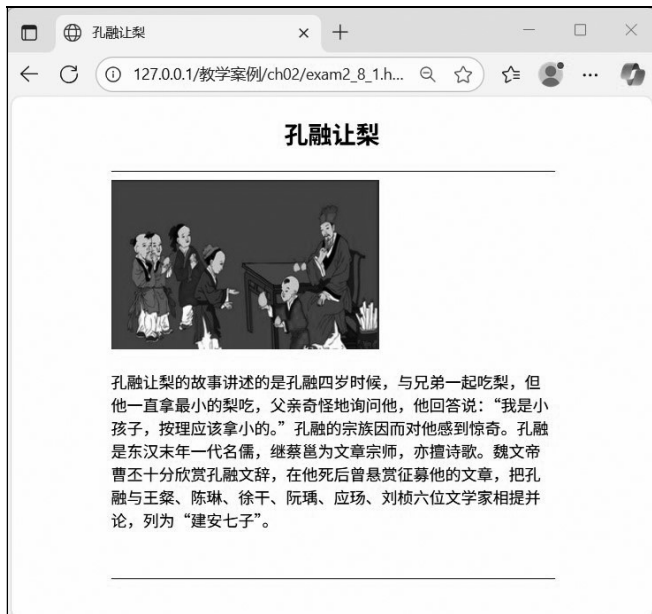 孔融让梨
127.0.0.1/教学案例/ch02/exam2_8_1.h...
孔融让梨
孔融让梨的故事讲述的是孔融四岁时候，与兄弟一起吃梨，但
他一直拿最小的梨吃，父亲奇怪地询问他，他回答说：“我是小
孩子，按理应该拿小的。”孔融的宗族因而对他感到惊奇。孔融
是东汉末年一代名儒，继蔡邕为文章宗师，亦擅诗歌。魏文帝
曹丕十分欣赏孔融文辞，在他死后曾悬赏征募他的文章，把孔
融与王粲、陈琳、徐干、阮瑀、应玚、刘桢六位文学家相提并
论，列为“建安七子”。